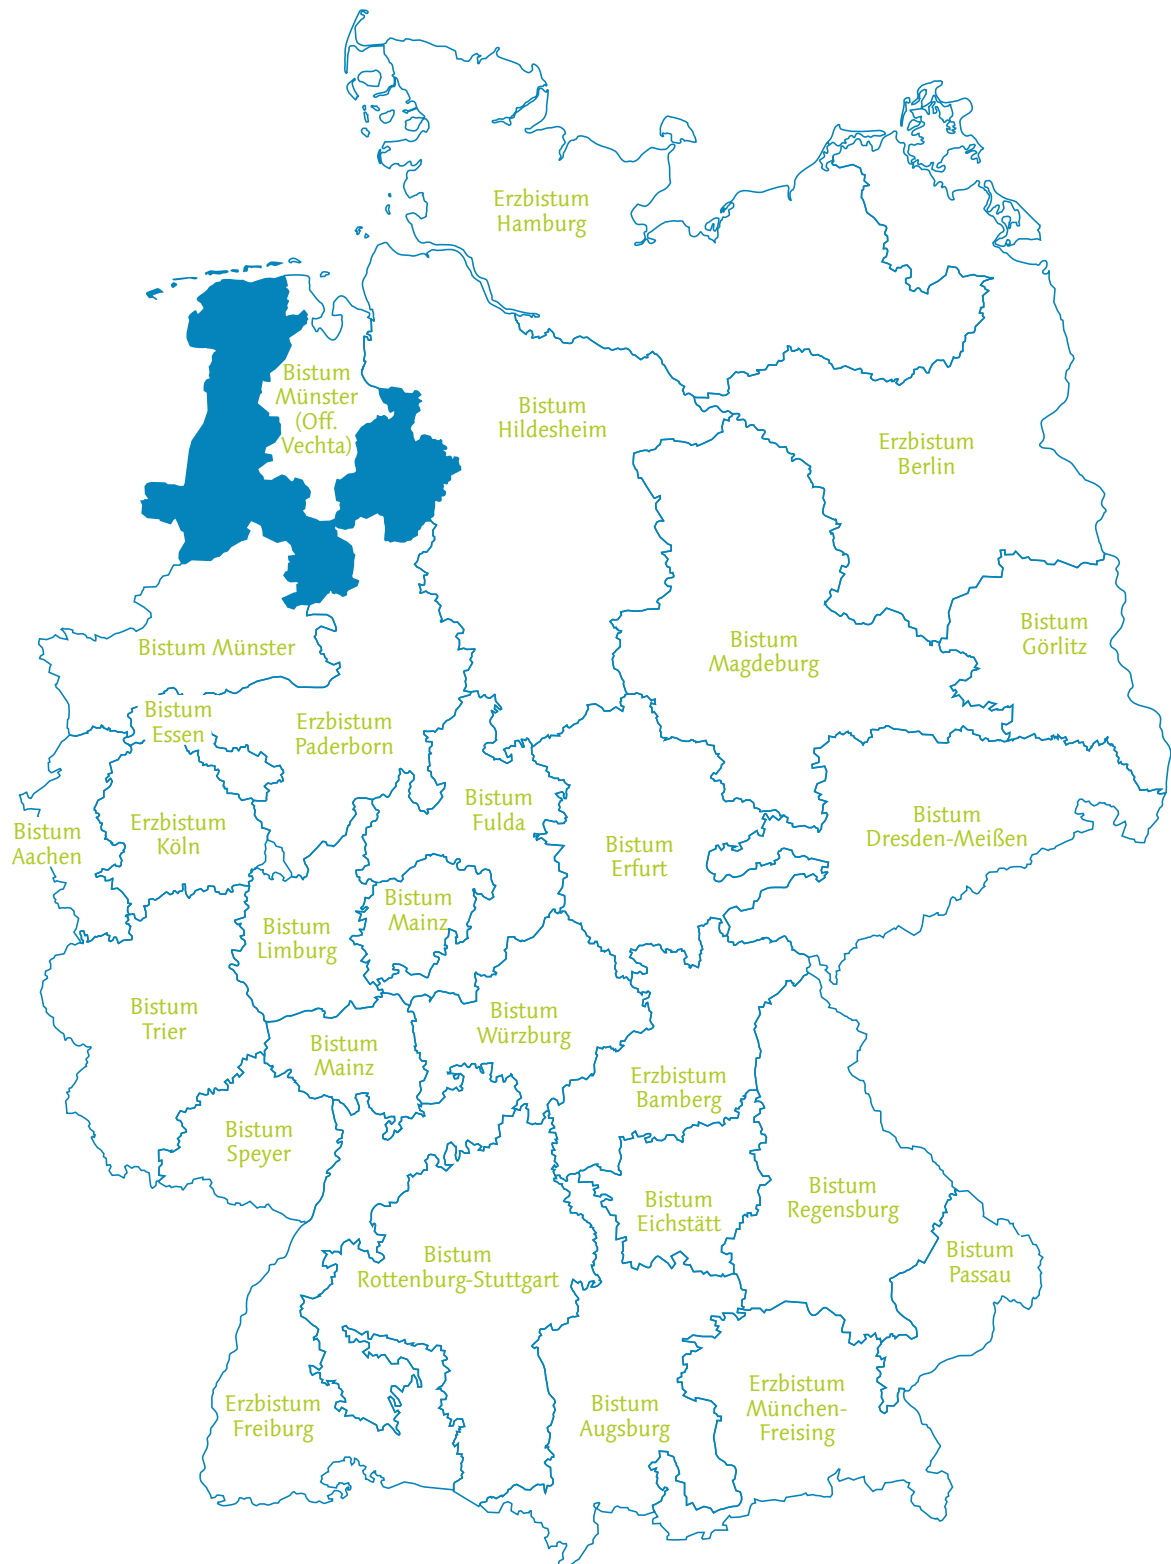 Erzbistum
Hamburg
Bistum
Münster
(Off.
Vechta)
Bistum
Hildesheim
Erzbistum
Berlin
Bistum
Görlitz
Bistum Münster
Bistum
Magdeburg
Bistum
Essen
Erzbistum
Paderborn
Bistum
Fulda
Bistum
Aachen
Erzbistum
Köln
Bistum
Erfurt
Bistum
Dresden-Meißen
Bistum
Mainz
Bistum
Limburg
Bistum
Trier
Bistum
Würzburg
Bistum
Mainz
Erzbistum
Bamberg
Bistum
Speyer
Bistum
Eichstätt
Bistum
Regensburg
Bistum
Rottenburg-Stuttgart
Bistum
Passau
Erzbistum
Freiburg
Bistum
Augsburg
Erzbistum
München-
Freising